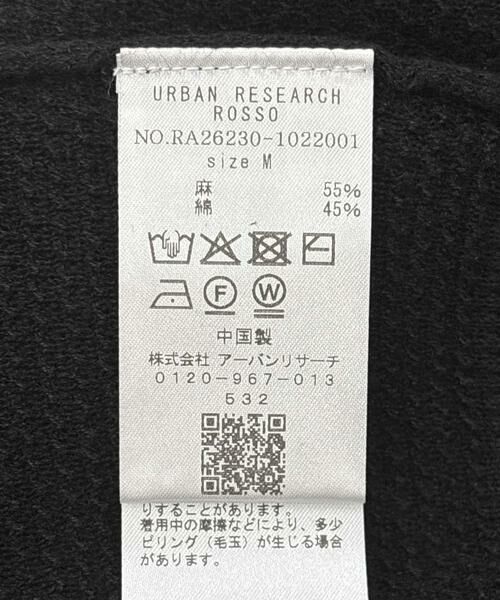 URBAN RESEARCH
ROSSO
NO.RA26230-1022001
size M
麻 55%
綿 45%
F W
中国製
株式会社 アーバンリサーチ
0120-967-013
532
りすることがあります。
着用中の摩擦などにより、多少
ピリング(毛玉)が生じる場合
があります。